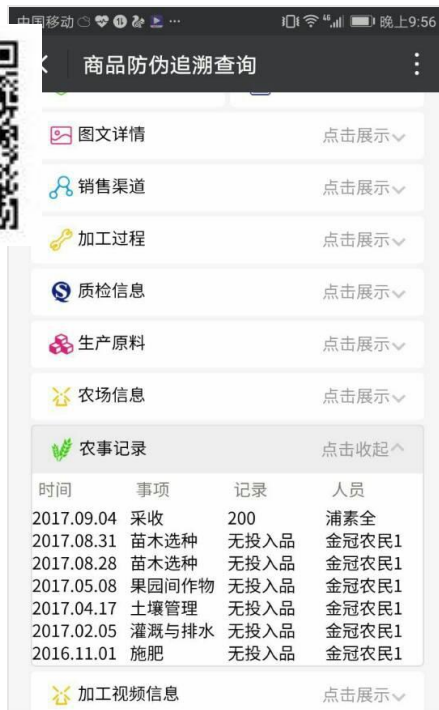 中国移动 晚上9:56
商品防伪追溯查询
图文详情 点击展示
销售渠道 点击展示
加工过程 点击展示
质检信息 点击展示
生产原料 点击展示
农场信息 点击展示
农事记录 点击收起
时间 事项 记录 人员
2017.09.04 采收 200 浦素全
2017.08.31 苗木选种 无投入品 金冠农民1
2017.08.28 苗木选种 无投入品 金冠农民1
2017.05.08 果园间作物 无投入品 金冠农民1
2017.04.17 土壤管理 无投入品 金冠农民1
2017.02.05 灌溉与排水 无投入品 金冠农民1
2016.11.01 施肥 无投入品 金冠农民1
加工视频信息 点击展示